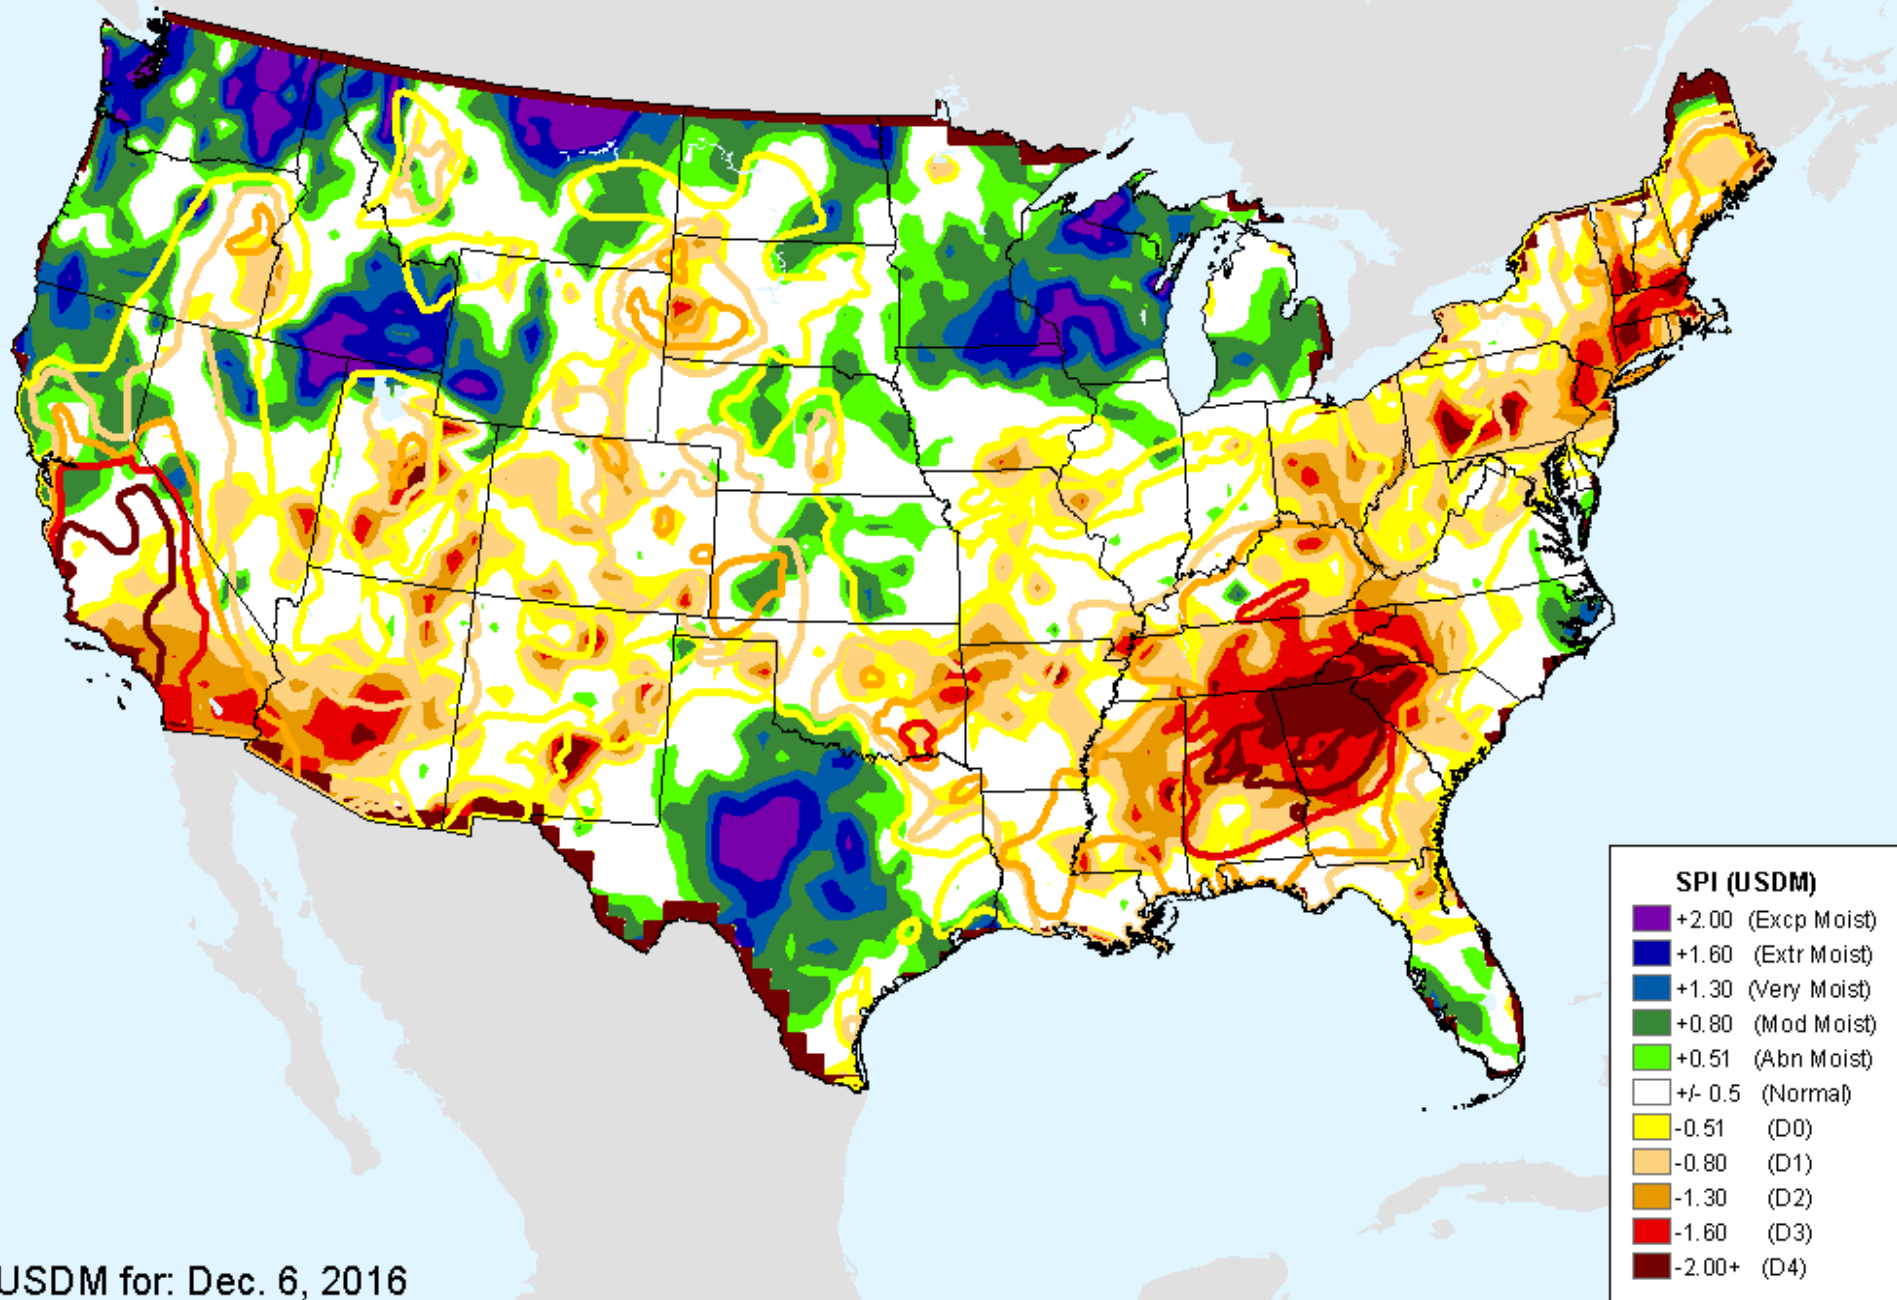 SPI (USDM)
+2.00 (Excp Moist)
+1.60 (Extr Moist)
+1.30 (Very Moist)
+0.80 (Mod Moist)
+0.51 (Abn Moist)
+/- 0.5 (Normal)
-0.51 (D0)
-0.80 (D1)
-1.30 (D2)
-1.60 (D3)
-2.00+ (D4)
USDM for: Dec. 6, 2016